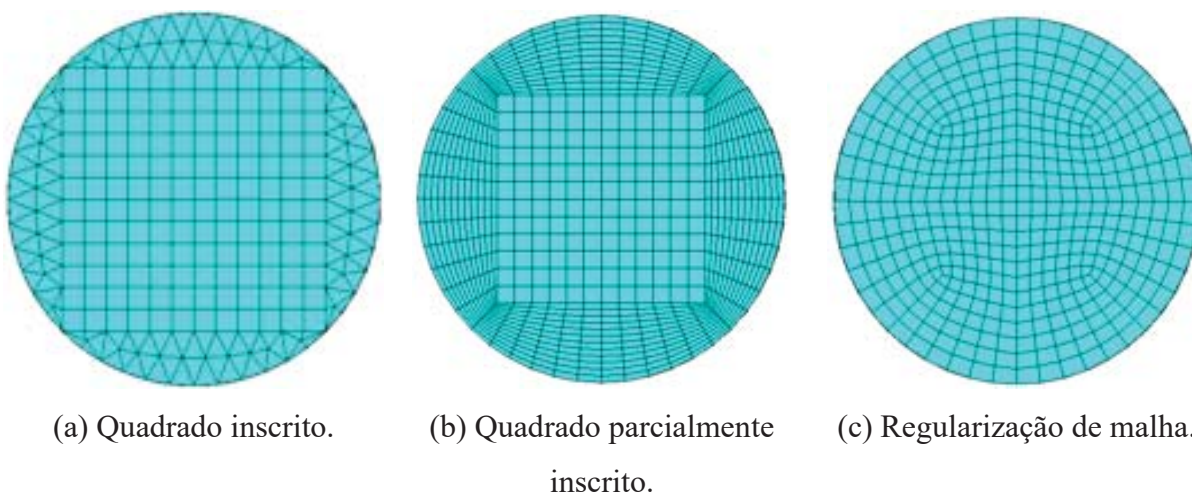 (a) Quadrado inscrito.
(b) Quadrado parcialmente
inscrito.
(c) Regularização de malha.